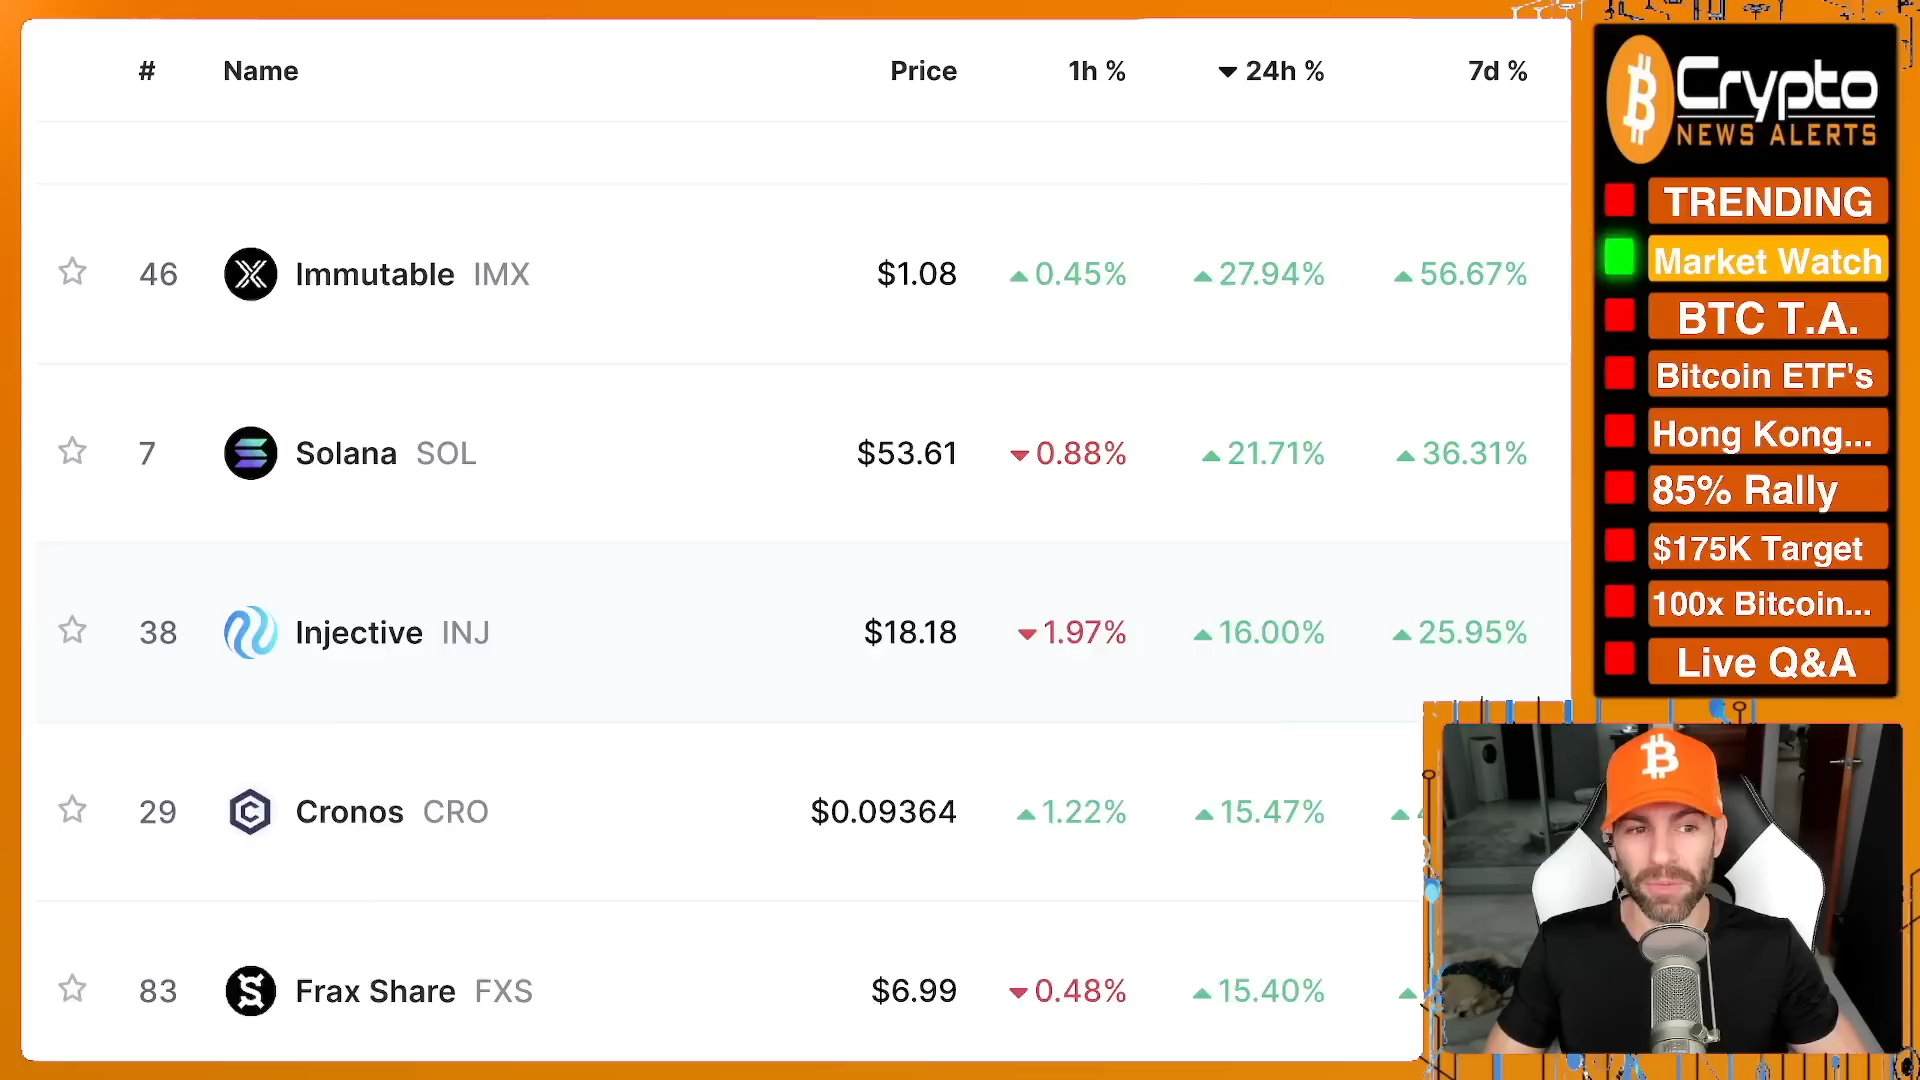 # Name Price 1h % 24h % 7d %
46 Immutable IMX $1.08 0.45% 27.94% 56.67%
7 Solana SOL $53.61 0.88% 21.71% 36.31%
38 Injective INJ $18.18 1.97% 16.00% 25.95%
29 Cronos CRO $0.09364 1.22% 15.47%
83 Frax Share FXS $6.99 0.48% 15.40%
Crypto
NEWS ALERTS
TRENDING
Market Watch
BTC T.A.
Bitcoin ETF's
Hong Kong...
85% Rally
$175K Target
100x Bitcoin...
Live Q&A